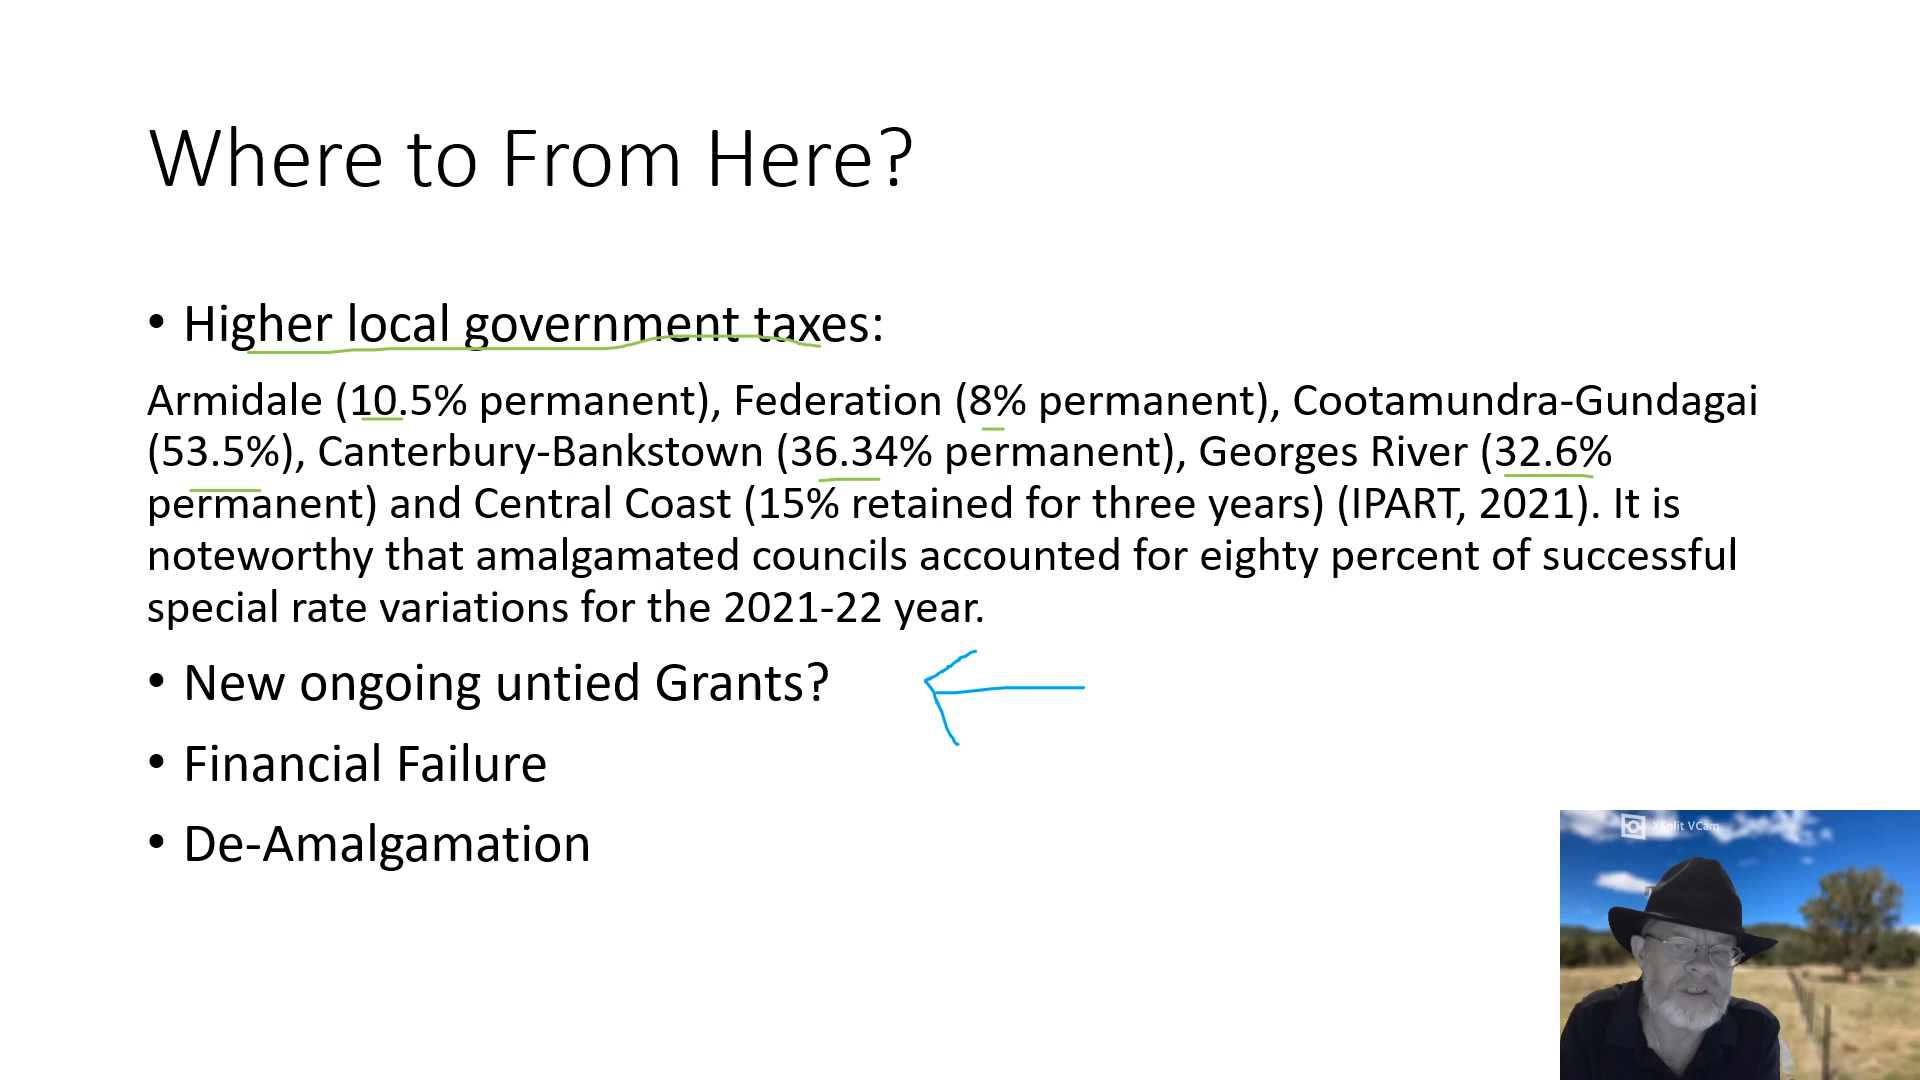 Where to From Here?
• Higher local government taxes:
Armidale (10.5% permanent), Federation (8% permanent), Cootamundra-Gundagai
(53.5%), Canterbury-Bankstown (36.34% permanent), Georges River (32.6%
permanent) and Central Coast (15% retained for three years) (IPART, 2021). It is
noteworthy that amalgamated councils accounted for eighty percent of successful
special rate variations for the 2021-22 year.
• New ongoing untied Grants?
• Financial Failure
• De-Amalgamation
XSplit VCam